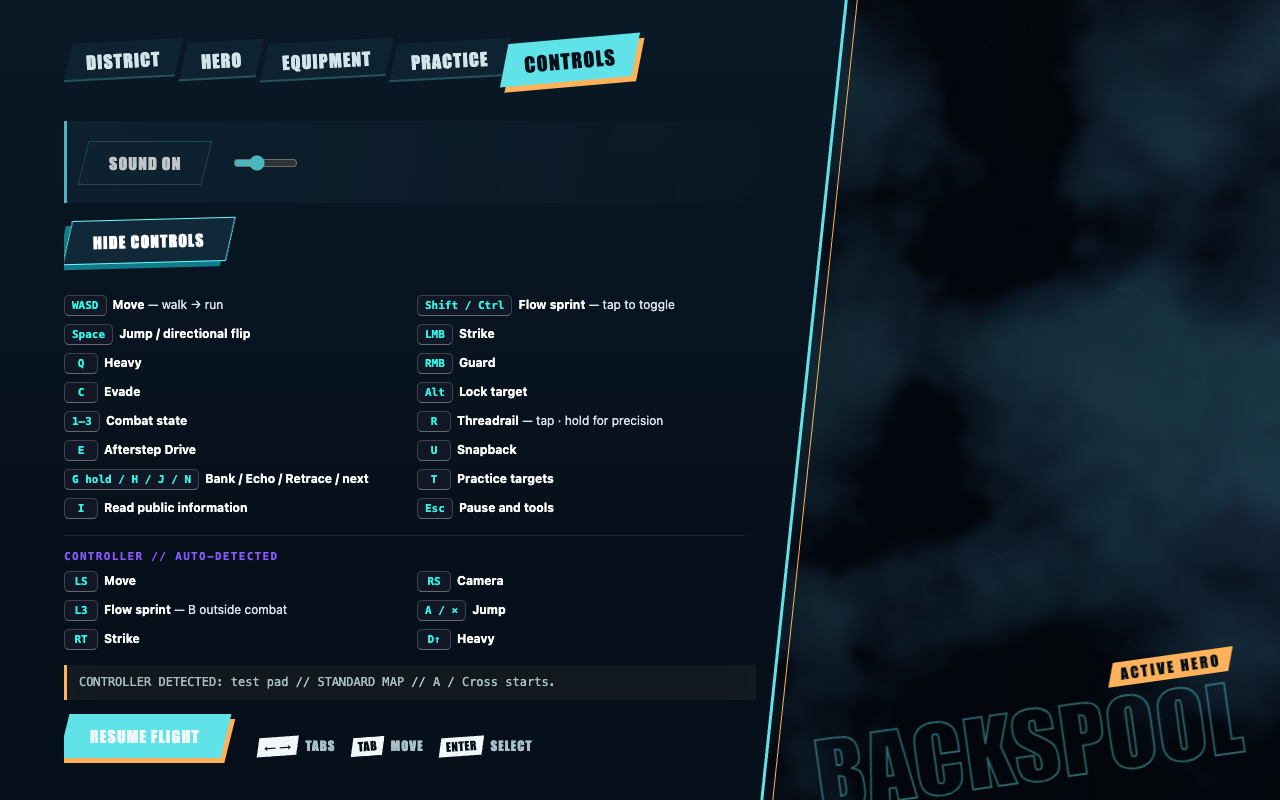 DISTRICT HERO EQUIPMENT PRACTICE CONTROLS
SOUND ON
HIDE CONTROLS
WASD Move — walk → run
Shift / Ctrl Flow sprint — tap to toggle
Space Jump / directional flip
LMB Strike
Q Heavy
RMB Guard
C Evade
Alt Lock target
1–3 Combat state
R Threadrail — tap · hold for precision
E Afterstep Drive
U Snapback
G hold / H / J / N Bank / Echo / Retrace / next
T Practice targets
I Read public information
Esc Pause and tools
CONTROLLER // AUTO–DETECTED
LS Move
RS Camera
L3 Flow sprint — B outside combat
A / × Jump
RT Strike
D↑ Heavy
CONTROLLER DETECTED: test pad // STANDARD MAP // A / Cross starts.
RESUME FLIGHT
←→ TABS TAB MOVE ENTER SELECT
ACTIVE HERO
BACKSPOOL